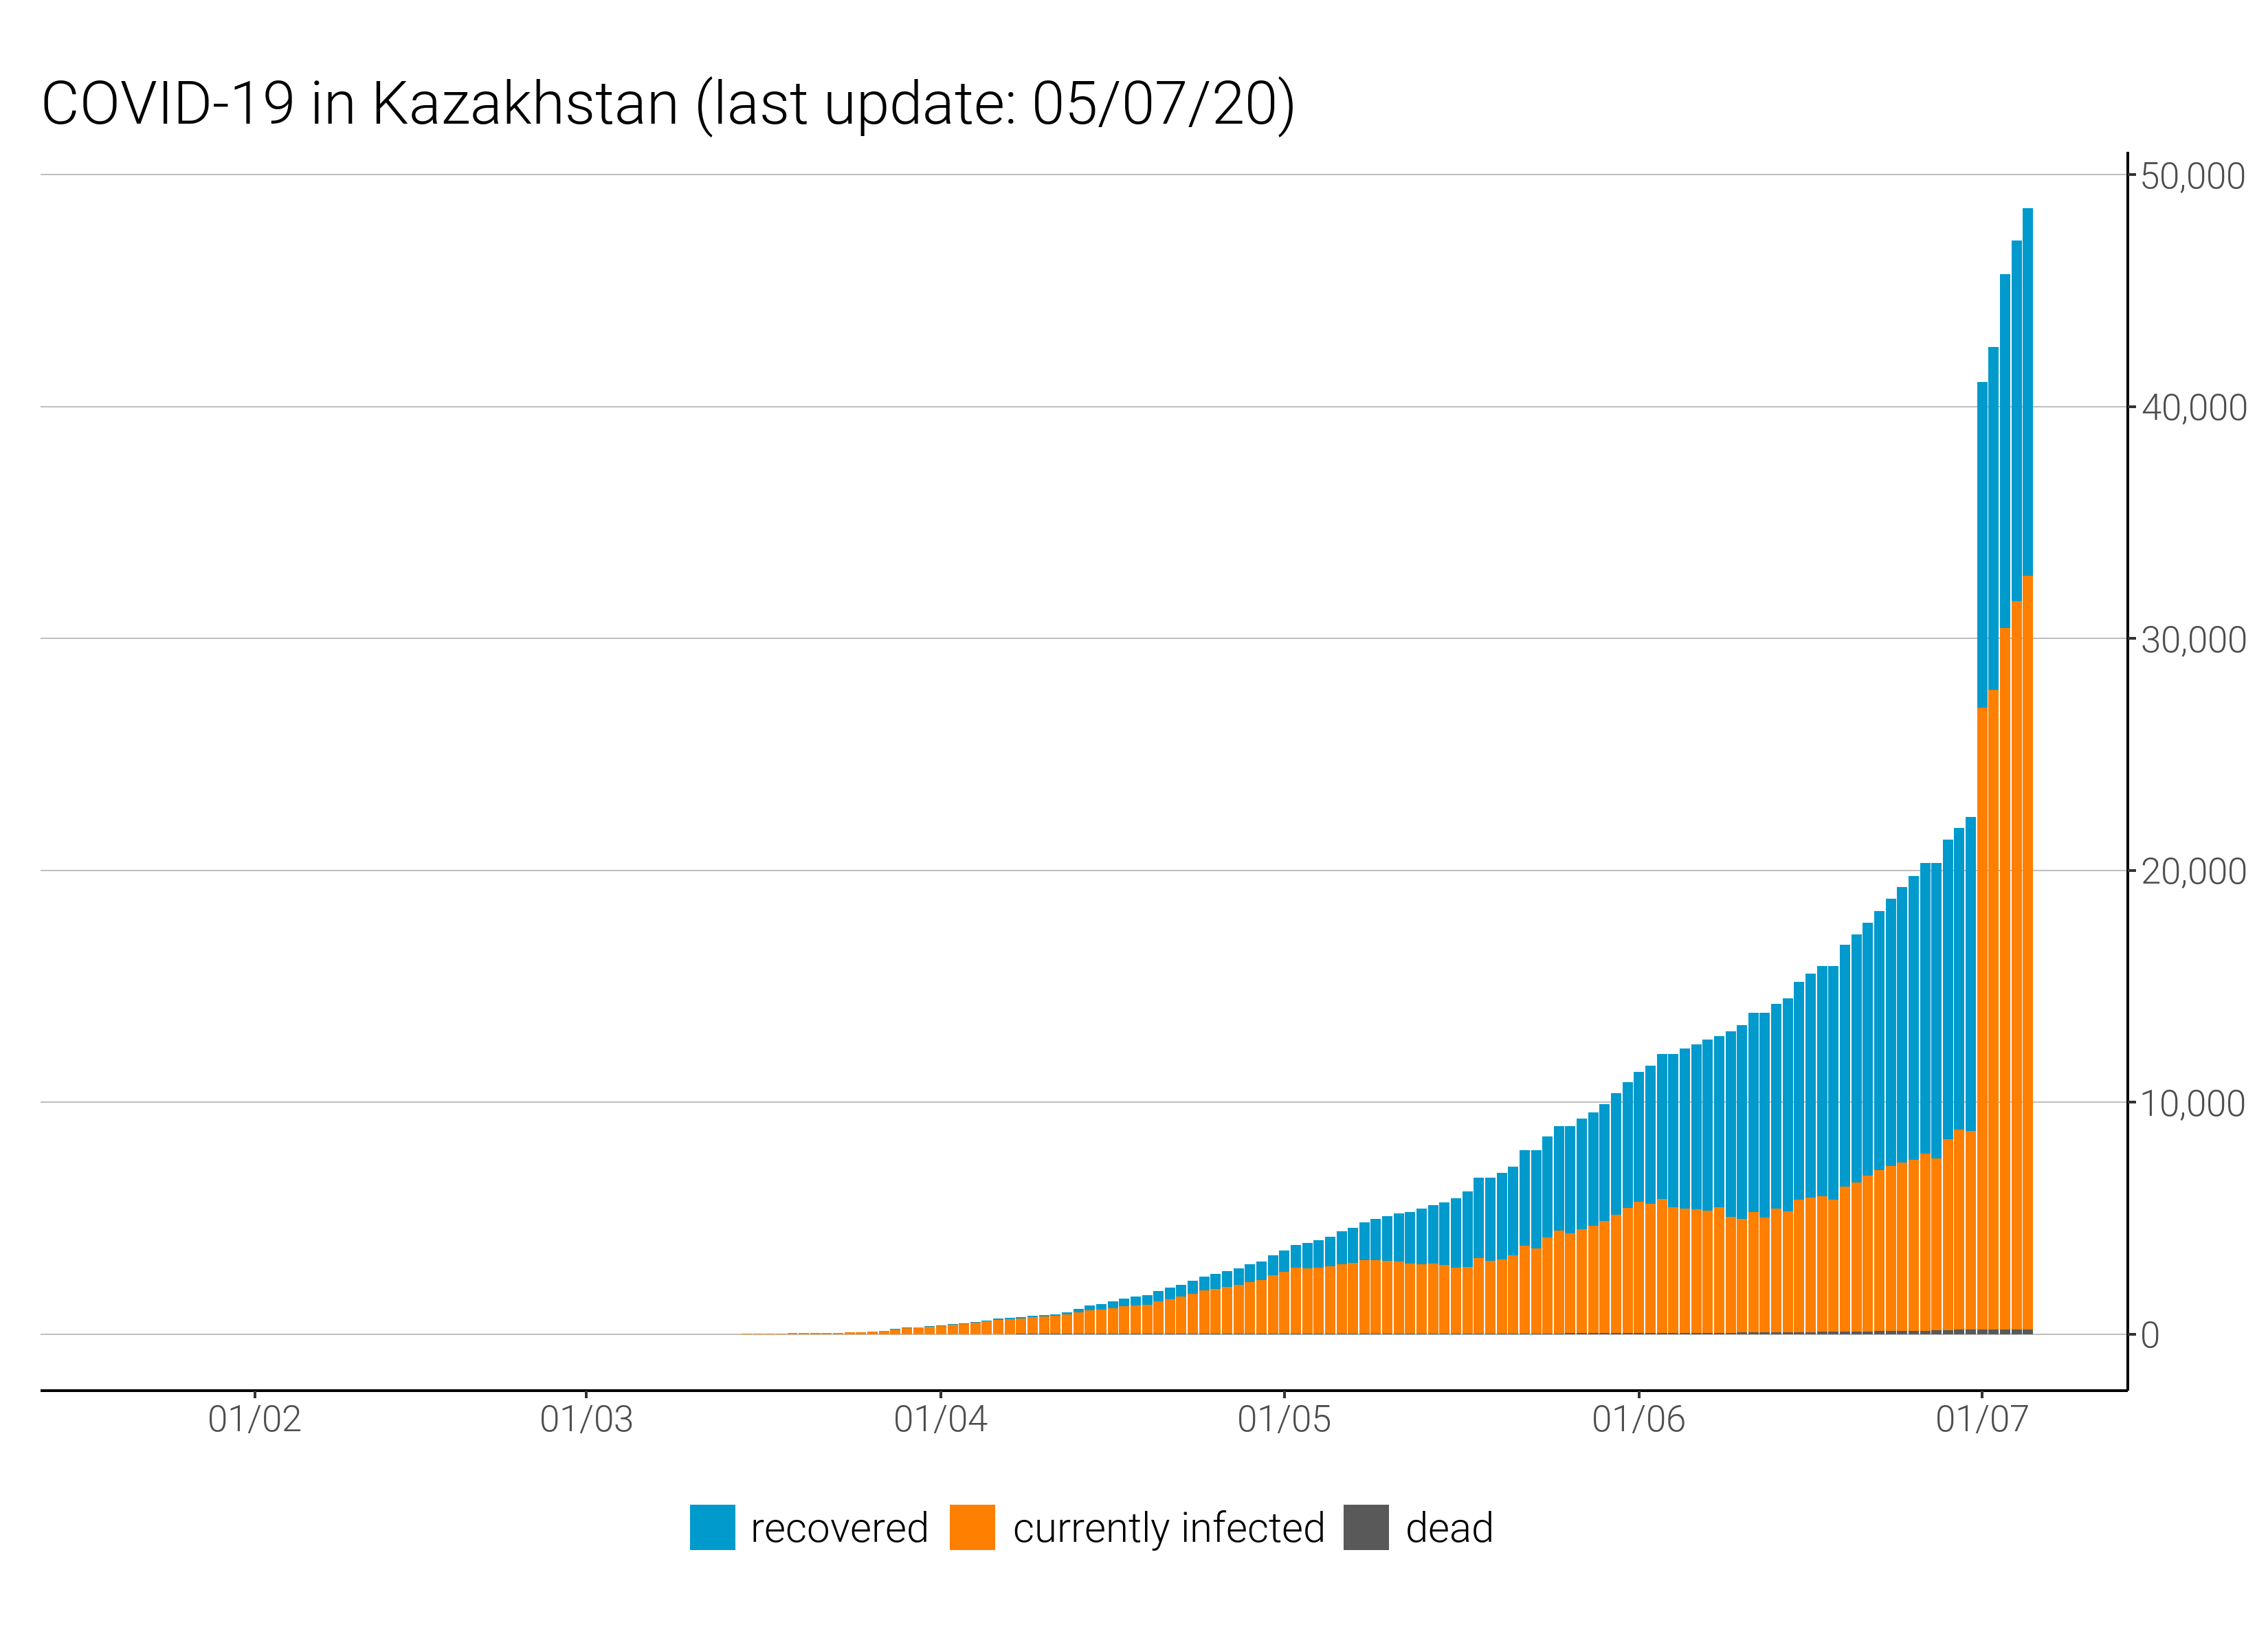 COVID-19 in Kazakhstan (last update: 05/07/20)
50,000
40,000
30,000
20,000
10,000
0
01/02 01/03 01/04 01/05 01/06 01/07
recovered currently infected dead